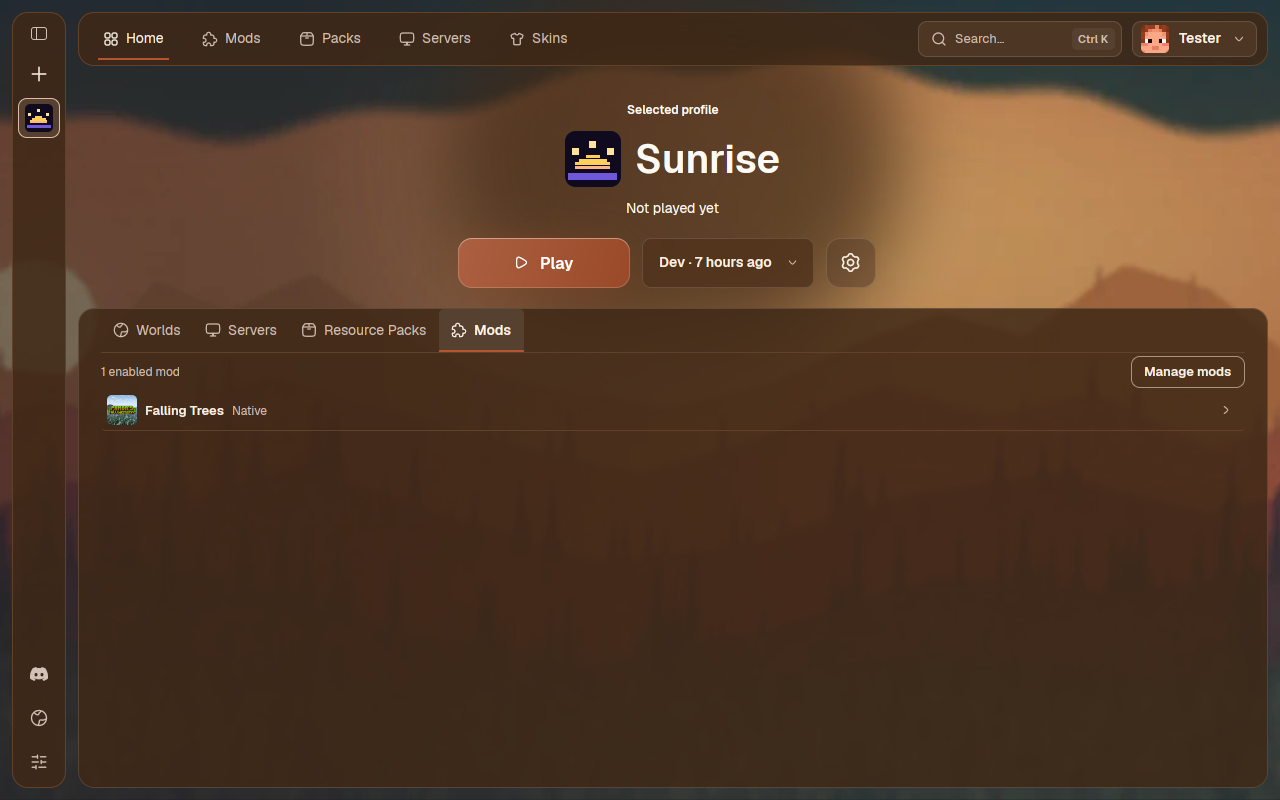 Home
Mods
Packs
Servers
Skins
Search...
Ctrl K
Tester
Selected profile
Sunrise
Not played yet
Play
Dev · 7 hours ago
Worlds
Servers
Resource Packs
Mods
1 enabled mod
Manage mods
Falling Trees Native